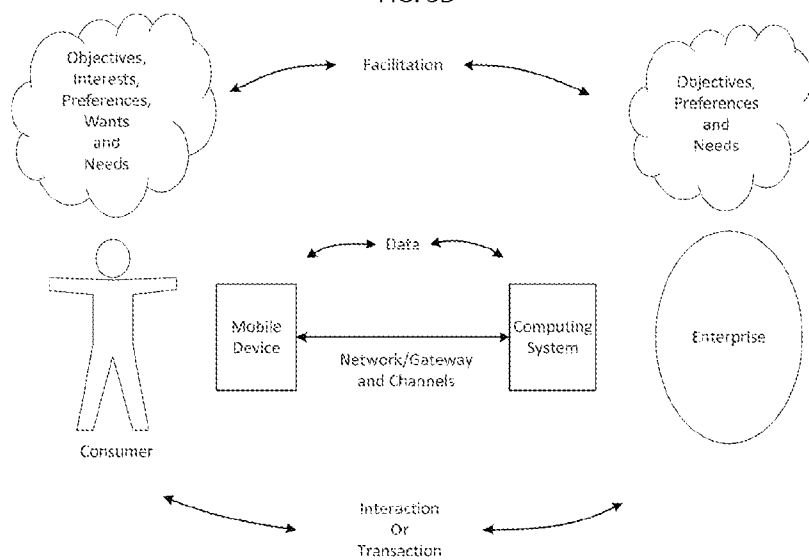 Objectives,
Interests,
Preferences,
Wants
and
Needs
Facilitation
Objectives,
Preferences
and
Needs
Data
Mobile
Device
Computing
System
Network/Gateway
and Channels
Enterprise
Consumer
Interaction
Or
Transaction